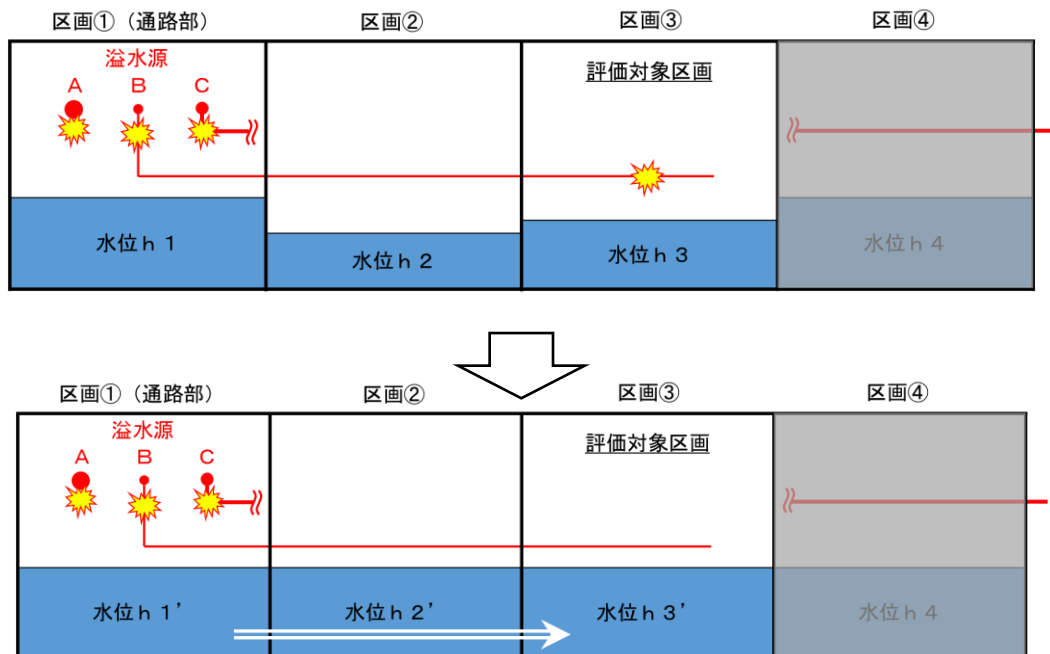 区画①（通路部）　区画②　区画③　区画④
溢水源　評価対象区画
A　B　C
水位ｈ１　水位ｈ２　水位ｈ３　水位ｈ４
区画①（通路部）　区画②　区画③　区画④
溢水源　評価対象区画
A　B　C
水位ｈ１’　水位ｈ２’　水位ｈ３’　水位ｈ４